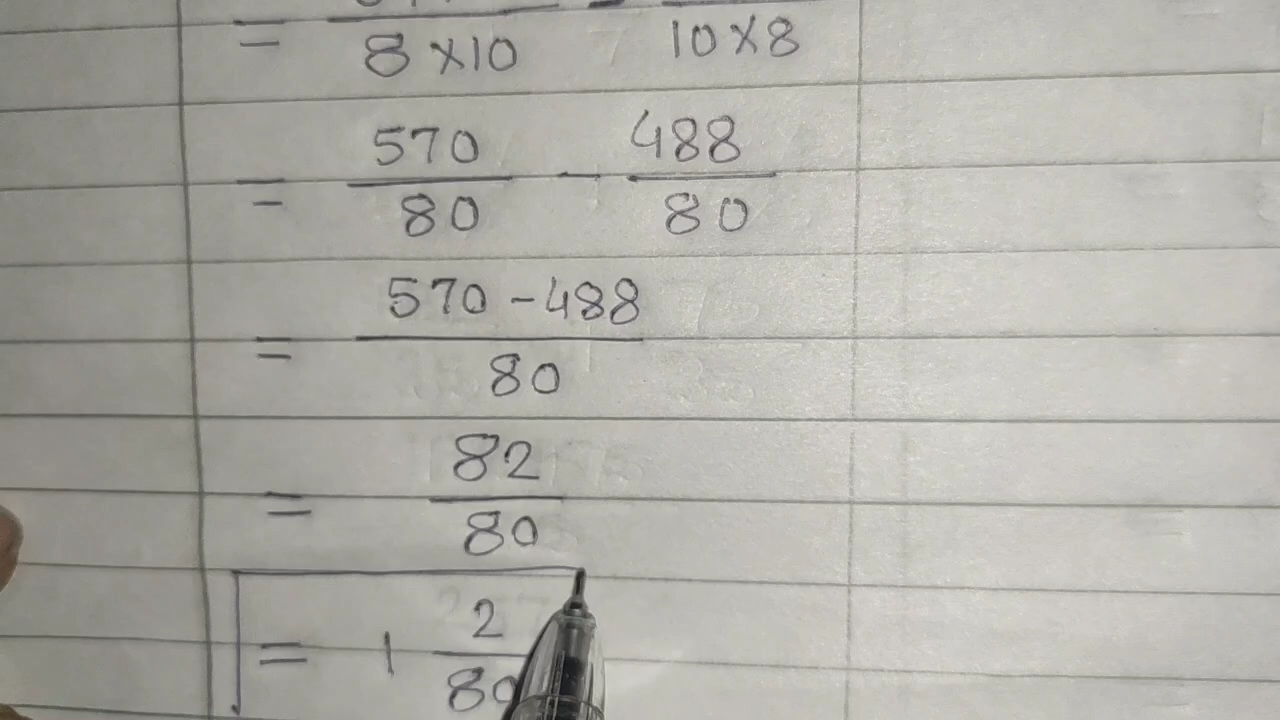 = 8 × 10 - 10 × 8
= 570/80 - 488/80
= 570 - 488/80
= 82/80
= 1 2/80